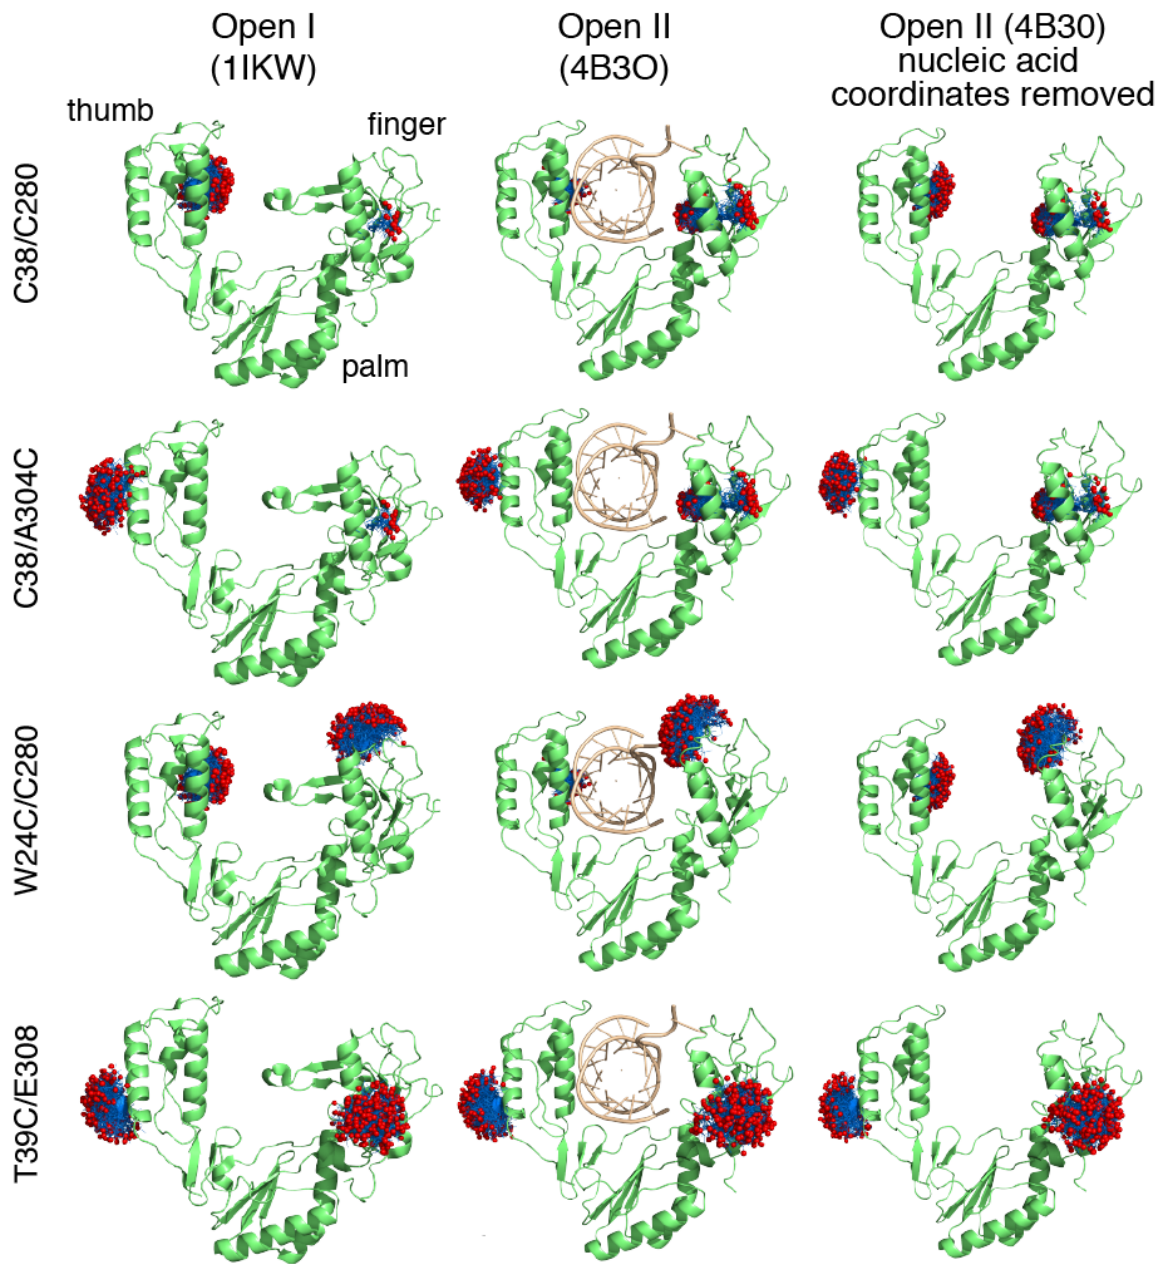 Open I
(1IKW)
Open II
(4B3O)
Open II (4B30)
nucleic acid
coordinates removed
thumb
finger
palm
C38/C280
C38/A304C
W24C/C280
T39C/E308